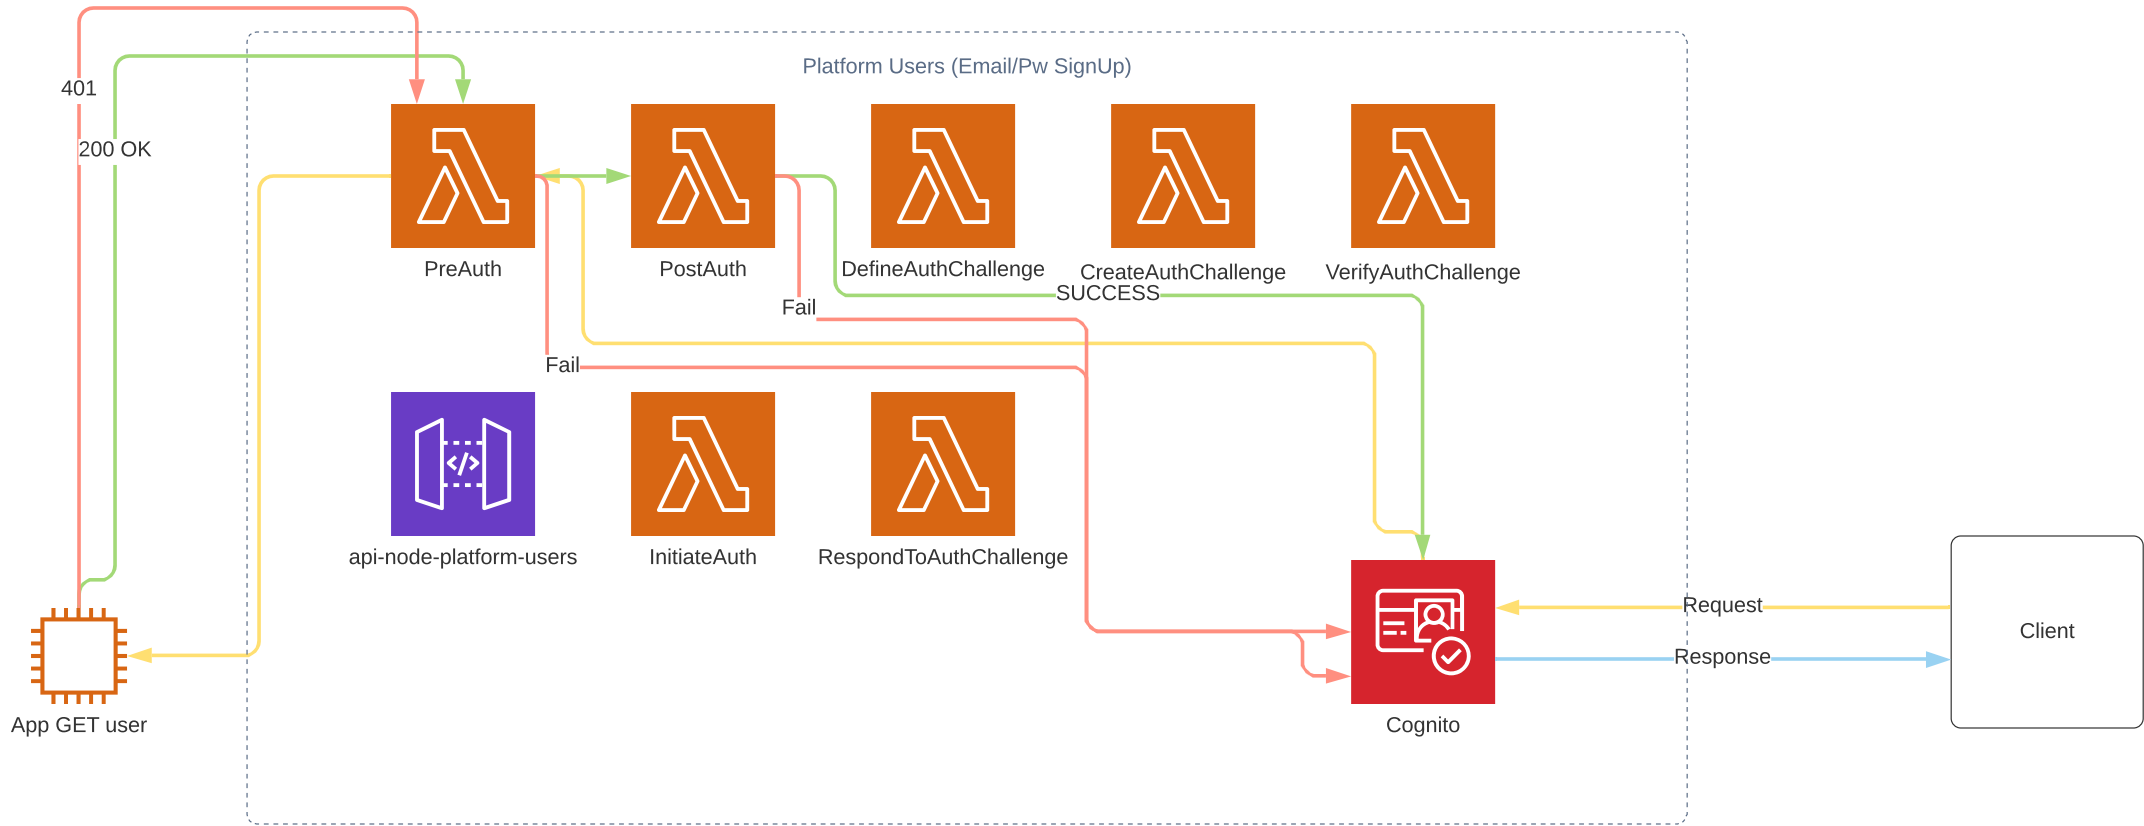 Platform Users (Email/Pw SignUp)
401
200 OK
PreAuth
PostAuth
DefineAuthChallenge
CreateAuthChallenge
VerifyAuthChallenge
SUCCESS
Fail
Fail
api-node-platform-users
InitiateAuth
RespondToAuthChallenge
Request
Client
Response
App GET user
Cognito